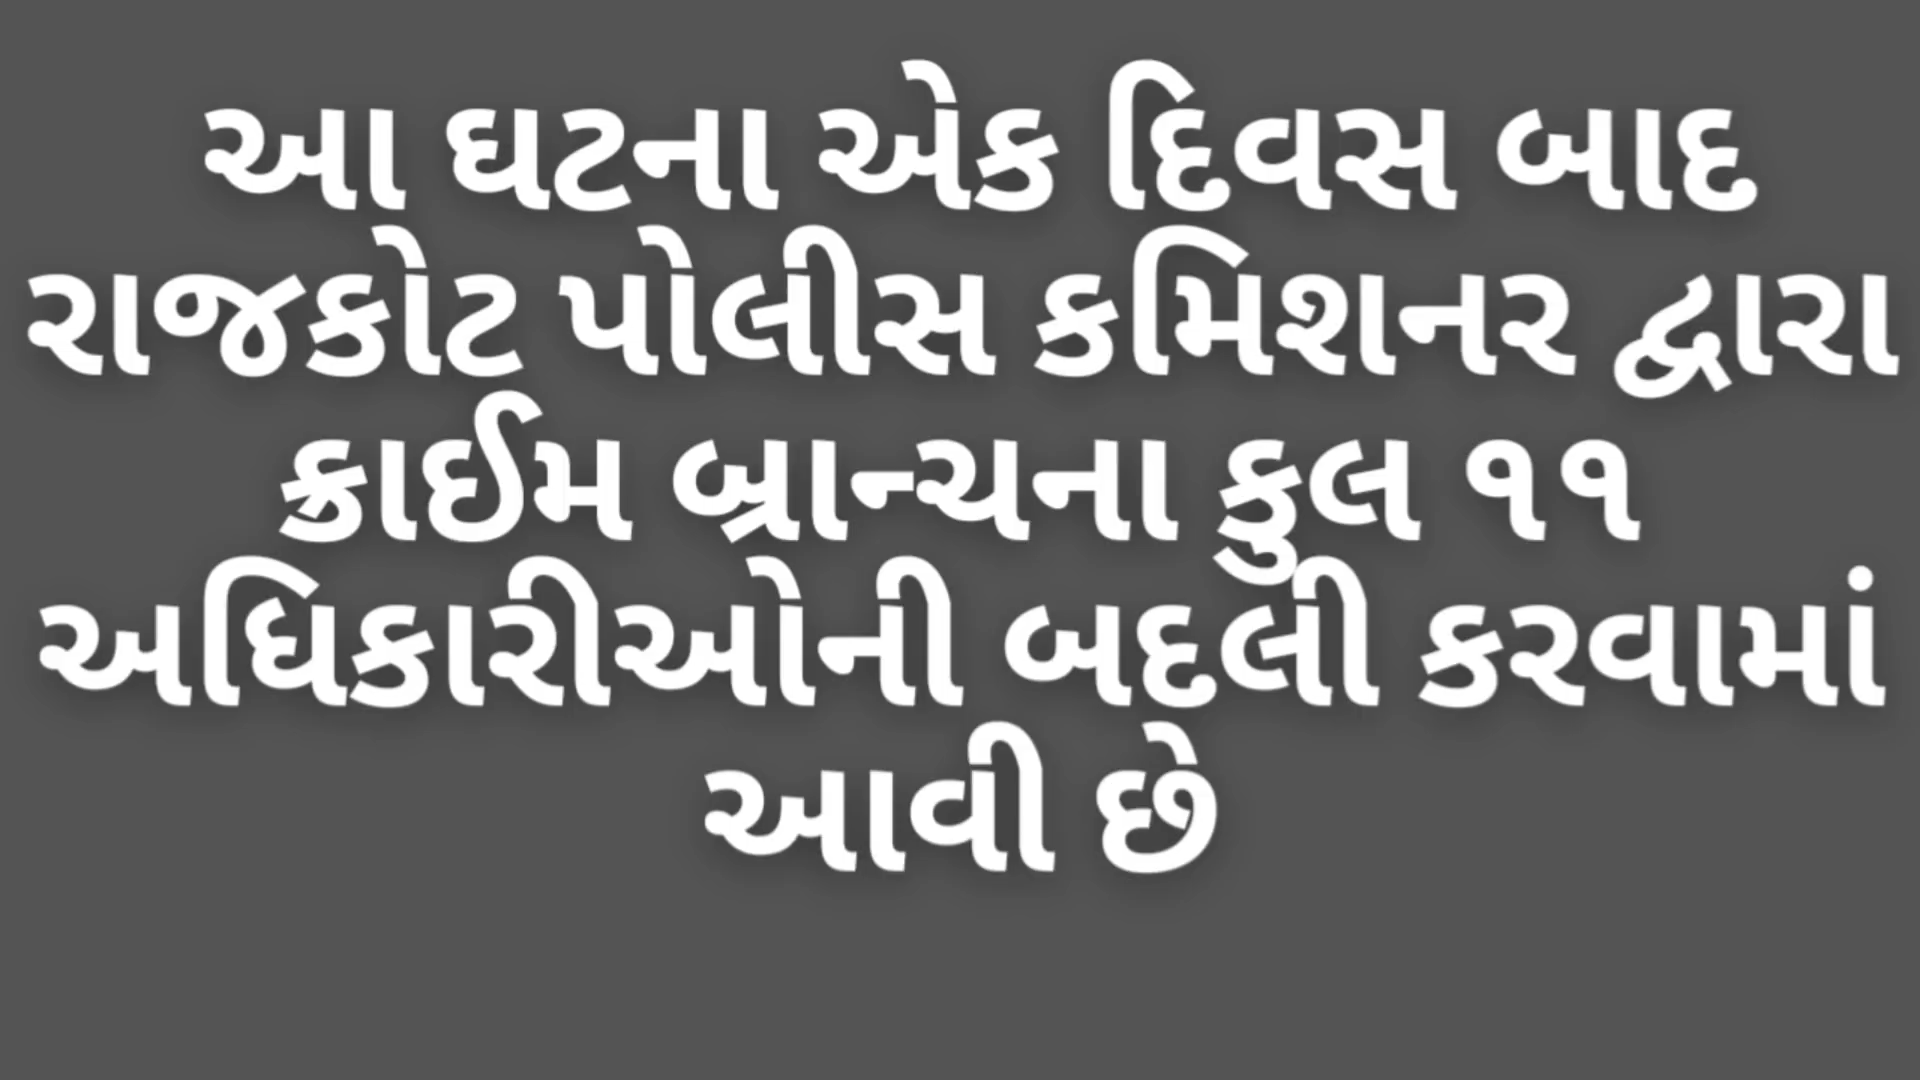 આ ઘટના એક દિવસ બાદ
રાજકોટ પોલીસ કમિશનર દ્વારા
ક્રાઈમ બ્રાન્ચના કુલ ૧૧
અધિકારીઓની બદલી કરવામાં
આવી છે